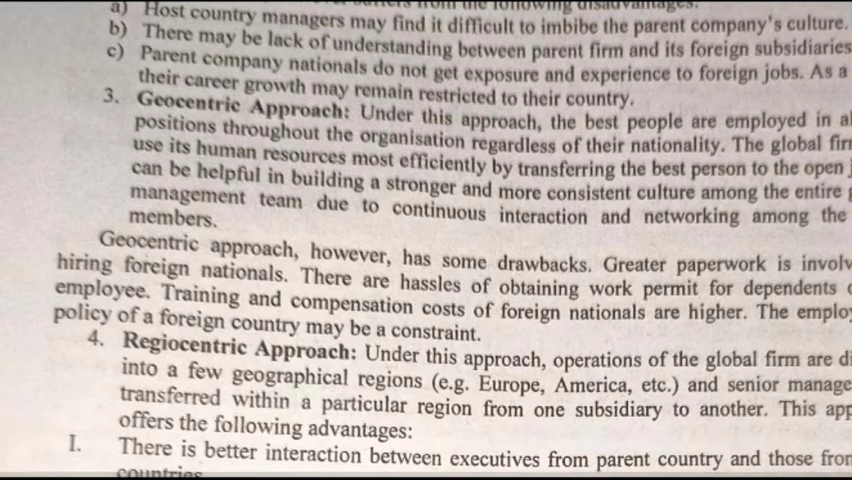 from the following disadvantages:
a) Host country managers may find it difficult to imbibe the parent company's culture.
b) There may be lack of understanding between parent firm and its foreign subsidiaries
c) Parent company nationals do not get exposure and experience to foreign jobs. As a
their career growth may remain restricted to their country.
3. Geocentric Approach: Under this approach, the best people are employed in
positions throughout the organisation regardless of their nationality. The global
use its human resources most efficiently by transferring the best person to the open
can be helpful in building a stronger and more consistent culture among the entire
management team due to continuous interaction and networking among the
members.
Geocentric approach, however, has some drawbacks. Greater paperwork is
hiring foreign nationals. There are hassles of obtaining work permit for dependents
employee. Training and compensation costs of foreign nationals are higher. The
policy of a foreign country may be a constraint.
4. Regiocentric Approach: Under this approach, operations of the global firm are
into a few geographical regions (e.g. Europe, America, etc.) and senior
transferred within a particular region from one subsidiary to another. This
offers the following advantages:
I. There is better interaction between executives from parent country and those
countries